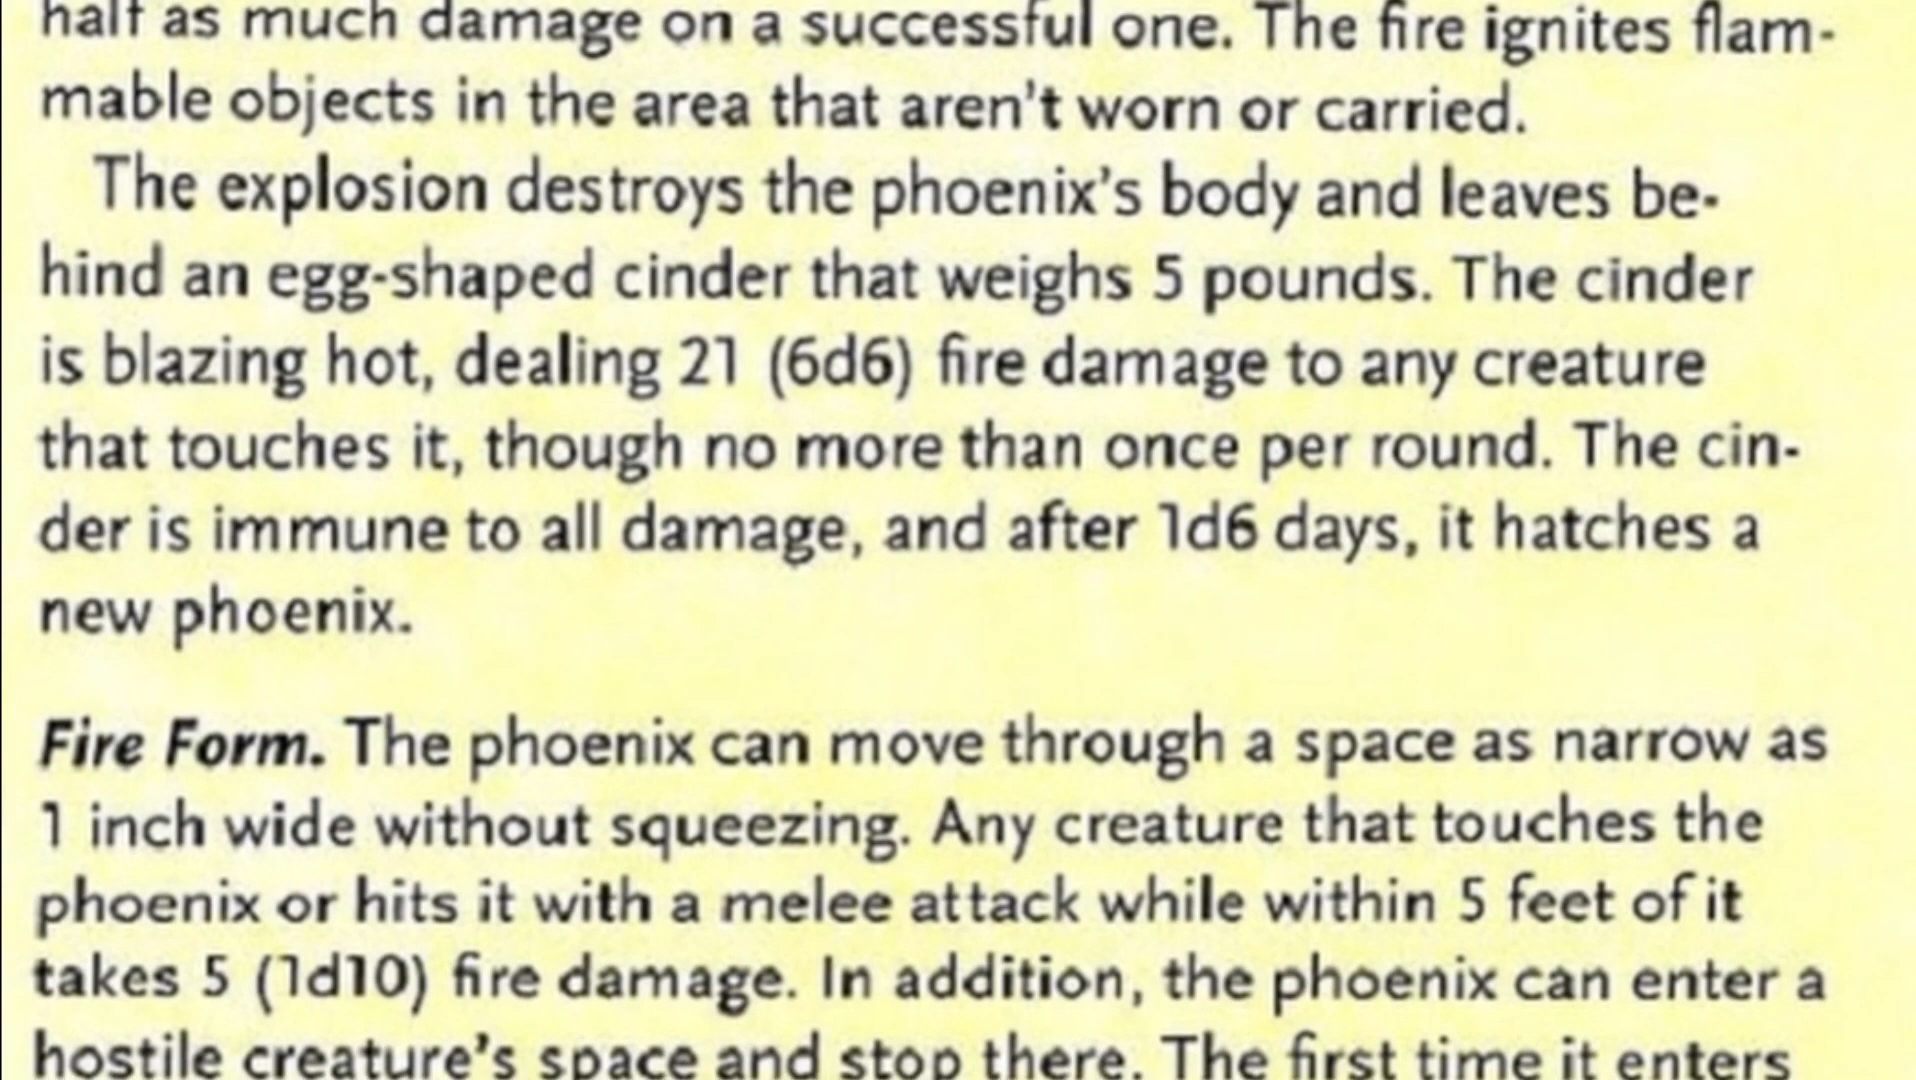 half as much damage on a successful one. The fire ignites flam-
mable objects in the area that aren't worn or carried.
The explosion destroys the phoenix's body and leaves be-
hind an egg-shaped cinder that weighs 5 pounds. The cinder
is blazing hot, dealing 21 (6d6) fire damage to any creature
that touches it, though no more than once per round. The cin-
der is immune to all damage, and after 1d6 days, it hatches a
new phoenix.
Fire Form. The phoenix can move through a space as narrow as
1 inch wide without squeezing. Any creature that touches the
phoenix or hits it with a melee attack while within 5 feet of it
takes 5 (1d10) fire damage. In addition, the phoenix can enter a
hostile creature's space and stop there. The first time it enters